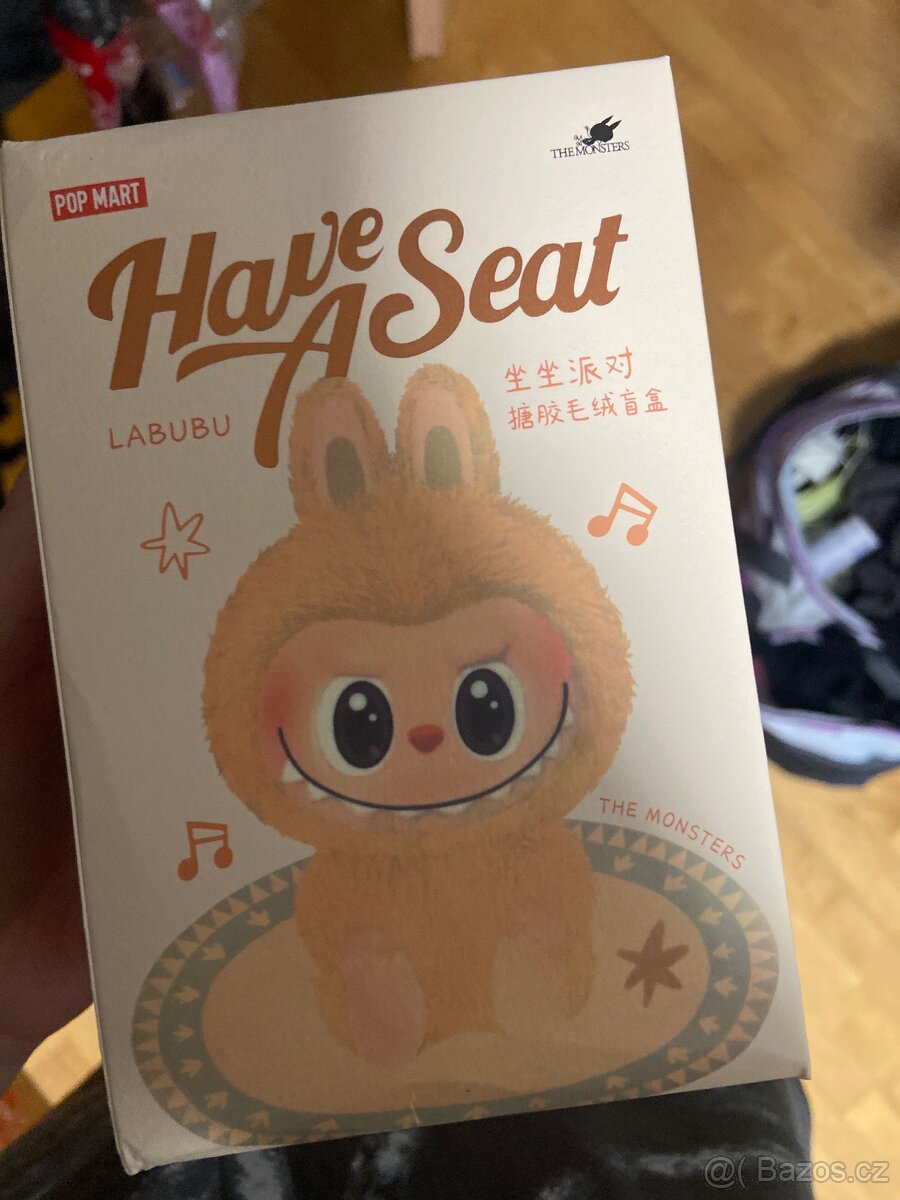 THE MONSTERS
POP MART
Have
A Seat
坐坐派对
搪胶毛绒盲盒
LABUBU
THE MONSTERS
@( Bazos.cz